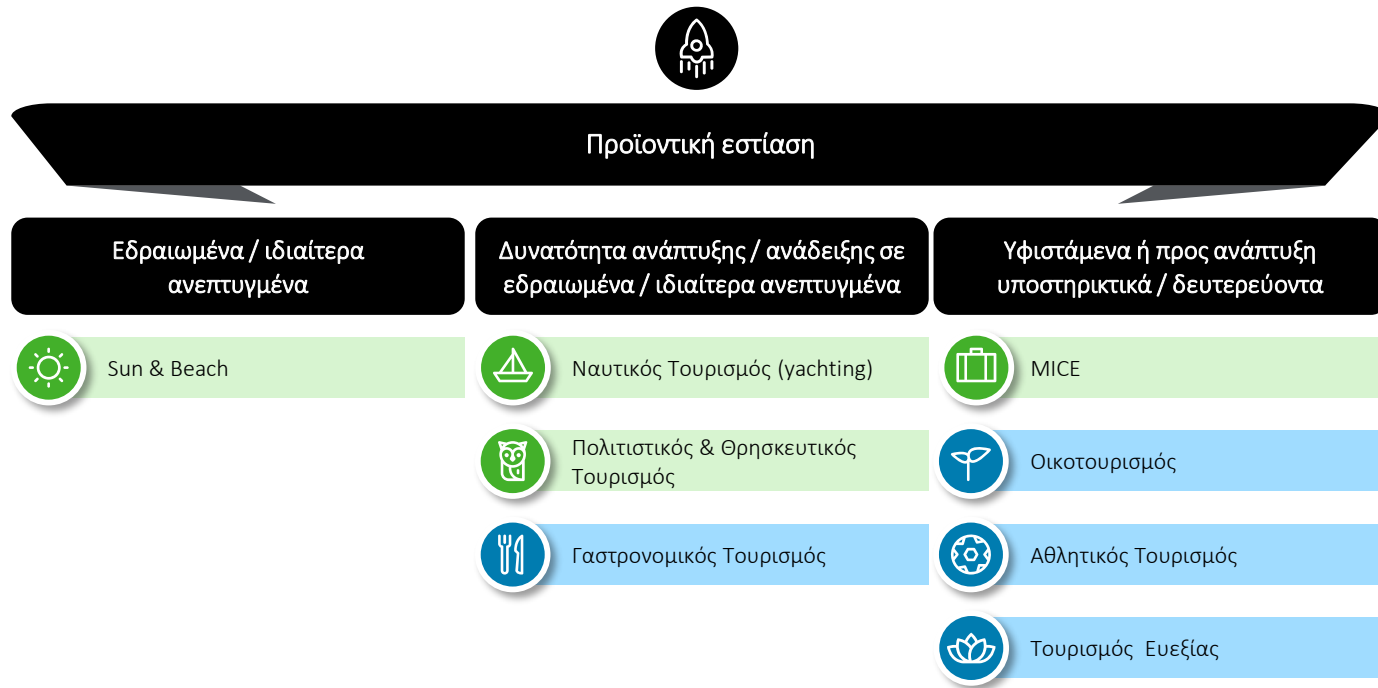 Προϊοντική εστίαση
Εδραιωμένα / ιδιαίτερα
ανεπτυγμένα
Sun & Beach
Δυνατότητα ανάπτυξης / ανάδειξης σε
εδραιωμένα / ιδιαίτερα ανεπτυγμένα
Ναυτικός Τουρισμός (yachting)
Πολιτιστικός & Θρησκευτικός
Τουρισμός
Γαστρονομικός Τουρισμός
Υφιστάμενα ή προς ανάπτυξη
υποστηρικτικά / δευτερεύοντα
MICE
Οικοτουρισμός
Αθλητικός Τουρισμός
Τουρισμός Ευεξίας